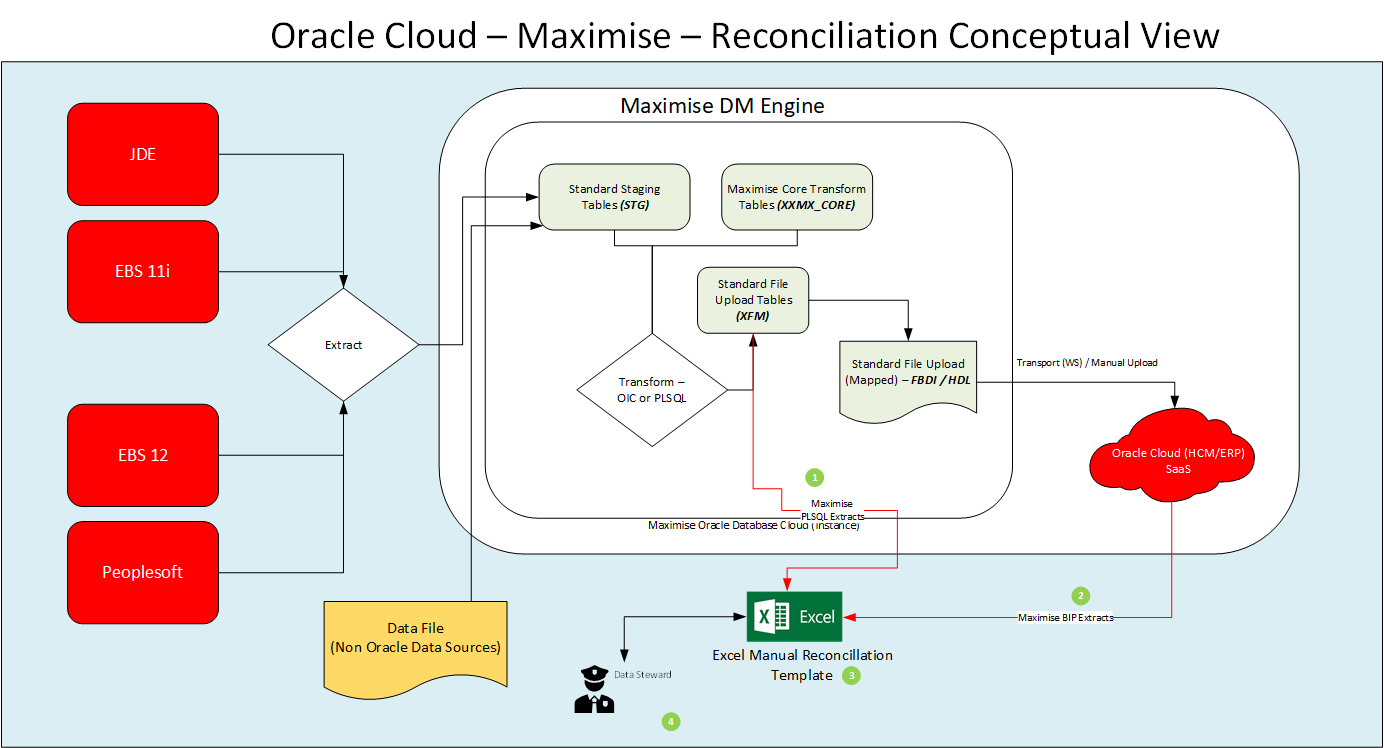 Oracle Cloud – Maximise – Reconciliation Conceptual View
Maximise DM Engine
JDE
EBS 11i
Extract
EBS 12
Peoplesoft
Data File
(Non Oracle Data Sources)
Standard Staging
Tables (STG)
Maximise Core Transform
Tables (XXMX_CORE)
Standard File
Upload Tables
(XFM)
Transform –
OIC or PLSQL
Standard File Upload
(Mapped) – FBDI / HDL
Transport (WS) / Manual Upload
Oracle Cloud (HCM/ERP)
SaaS
1
Maximise
PLSQL Extracts
Maximise Oracle Database Cloud (Instance)
2
Maximise BIP Extracts
X
Excel
Excel Manual Reconcillation
Template
3
Data Steward
4